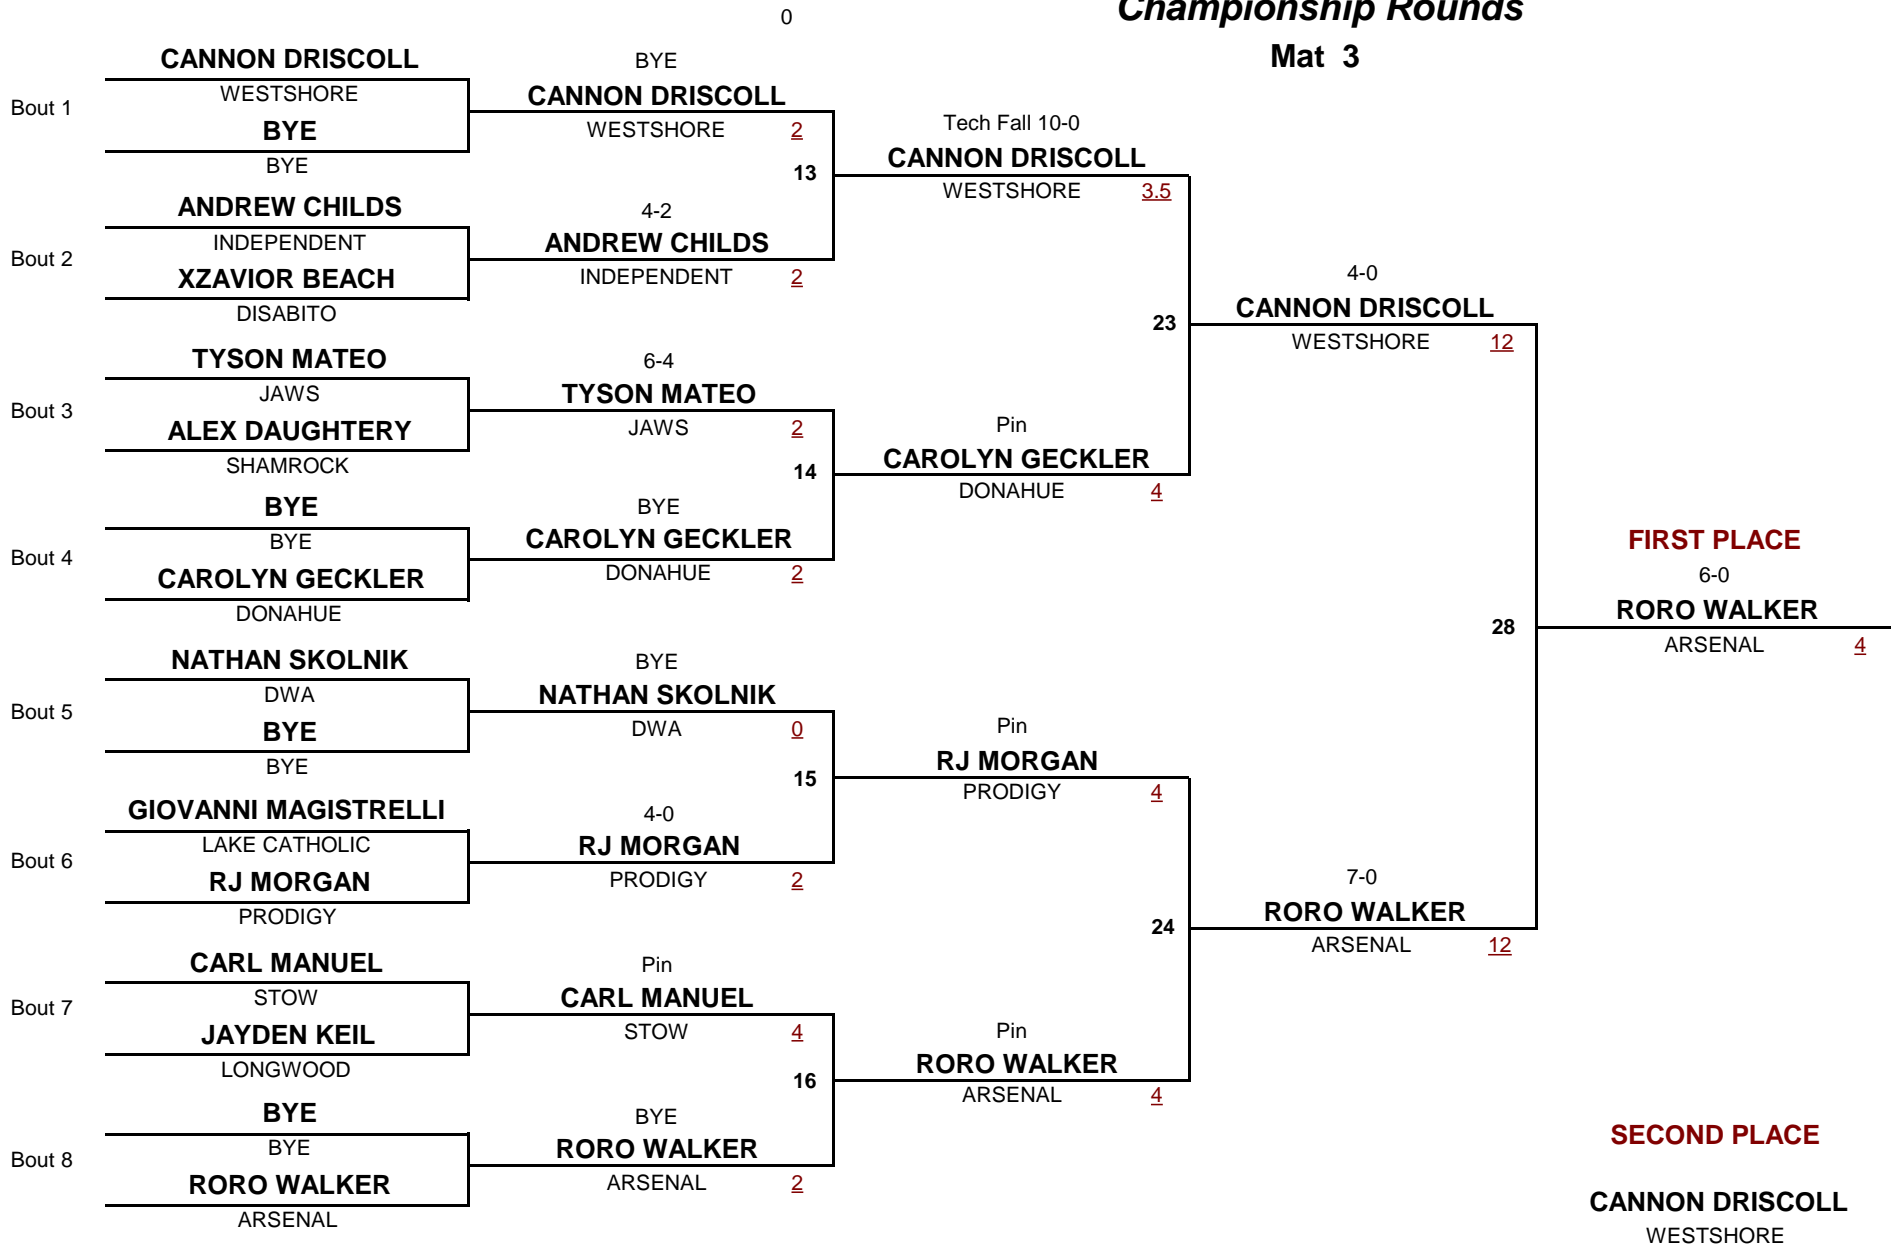 Championship Rounds
0
Mat 3
CANNON DRISCOLL
WESTSHORE
Bout 1
BYE
BYE
ANDREW CHILDS
INDEPENDENT
Bout 2
XZAVIOR BEACH
DISABITO
TYSON MATEO
JAWS
Bout 3
ALEX DAUGHTERY
SHAMROCK
BYE
BYE
Bout 4
CAROLYN GECKLER
DONAHUE
NATHAN SKOLNIK
DWA
Bout 5
BYE
BYE
GIOVANNI MAGISTRELLI
LAKE CATHOLIC
Bout 6
RJ MORGAN
PRODIGY
CARL MANUEL
STOW
Bout 7
JAYDEN KEIL
LONGWOOD
BYE
BYE
Bout 8
RORO WALKER
ARSENAL
BYE
CANNON DRISCOLL
WESTSHORE 2
13
4-2
ANDREW CHILDS
INDEPENDENT 2
6-4
TYSON MATEO
JAWS 2
14
BYE
CAROLYN GECKLER
DONAHUE 2
BYE
NATHAN SKOLNIK
DWA 0
15
4-0
RJ MORGAN
PRODIGY 2
Pin
CARL MANUEL
STOW 4
16
BYE
RORO WALKER
ARSENAL 2
Tech Fall 10-0
CANNON DRISCOLL
WESTSHORE 3.5
23
Pin
CAROLYN GECKLER
DONAHUE 4
Pin
RJ MORGAN
PRODIGY 4
24
Pin
RORO WALKER
ARSENAL 4
4-0
CANNON DRISCOLL
WESTSHORE 12
28
7-0
RORO WALKER
ARSENAL 12
FIRST PLACE
6-0
RORO WALKER
ARSENAL 4
SECOND PLACE
CANNON DRISCOLL
WESTSHORE